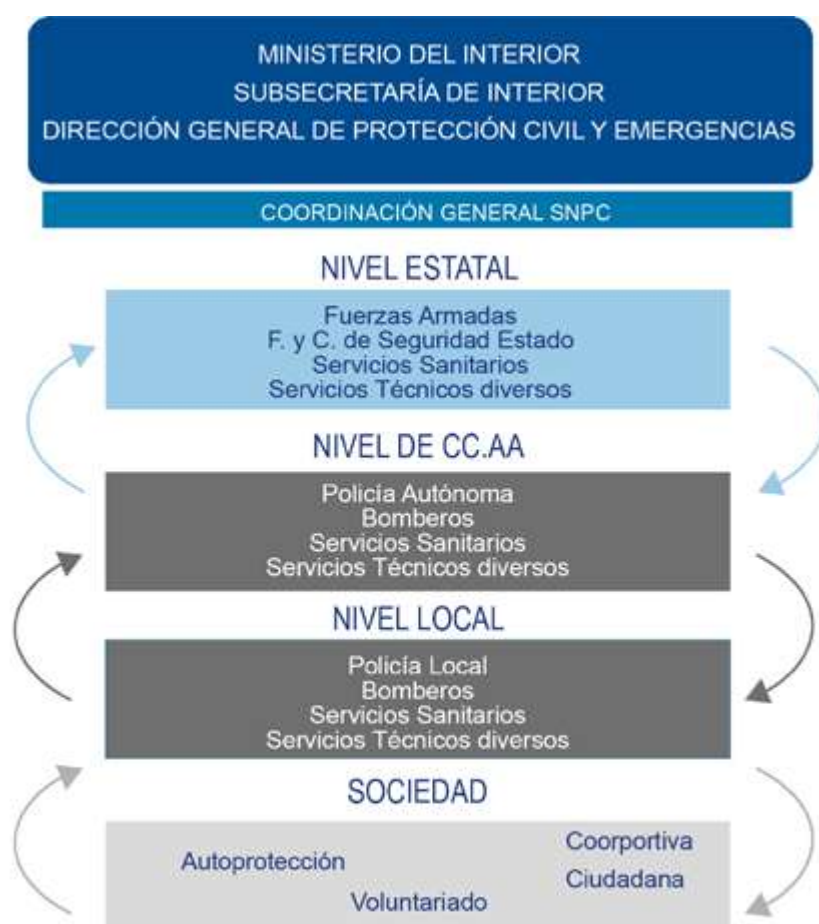 MINISTERIO DEL INTERIOR
SUBSECRETARÍA DE INTERIOR
DIRECCIÓN GENERAL DE PROTECCIÓN CIVIL Y EMERGENCIAS
COORDINACIÓN GENERAL SNPC
NIVEL ESTATAL
Fuerzas Armadas
F. y C. de Seguridad Estado
Servicios Sanitarios
Servicios Técnicos diversos
NIVEL DE CC.AA
Policía Autónoma
Bomberos
Servicios Sanitarios
Servicios Técnicos diversos
NIVEL LOCAL
Policía Local
Bomberos
Servicios Sanitarios
Servicios Técnicos diversos
SOCIEDAD
Autoprotección
Coorportiva
Ciudadana
Voluntariado